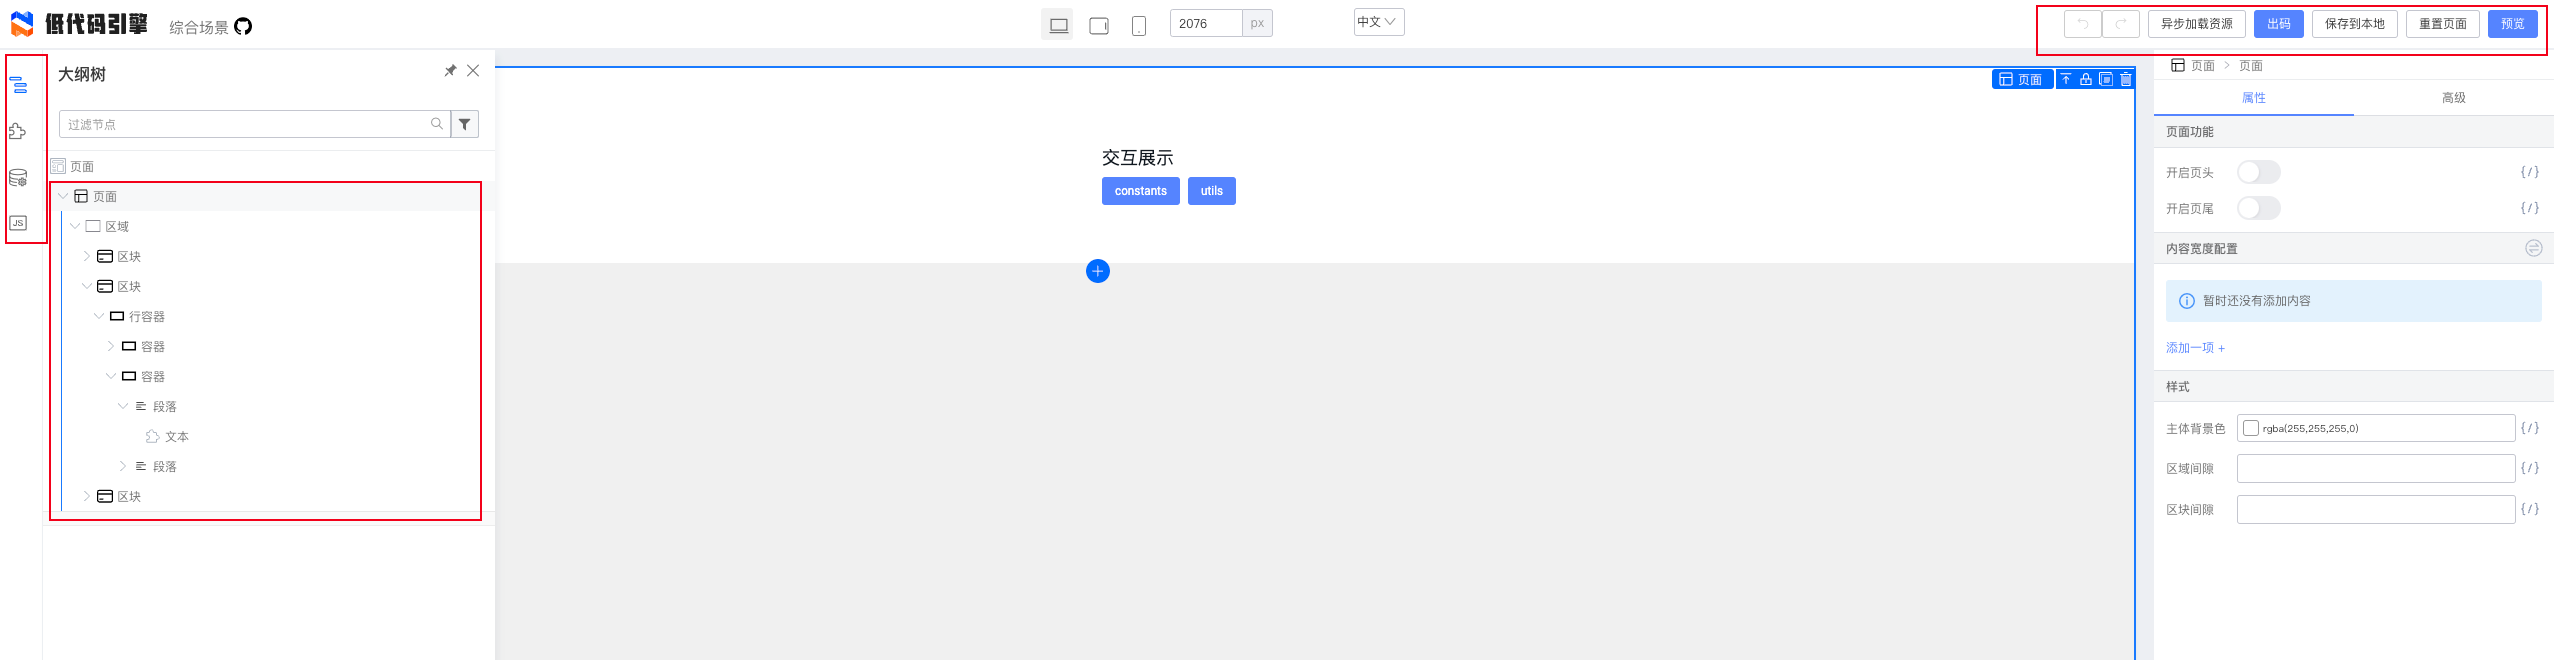 低代码引擎
综合场景
2076 px
中文
异步加载资源
出码
保存到本地
重置页面
预览
大纲树
过滤节点
页面
页面
区域
区块
区块
行容器
容器
容器
段落
文本
段落
区块
JS
页面
交互展示
constants
utils
页面 > 页面
属性
高级
页面功能
开启页头
{/}
开启页尾
{/}
内容宽度配置
暂时还没有添加内容
添加一项 +
样式
主体背景色
rgba(255,255,255,0)
{/}
区域间隙
{/}
区块间隙
{/}